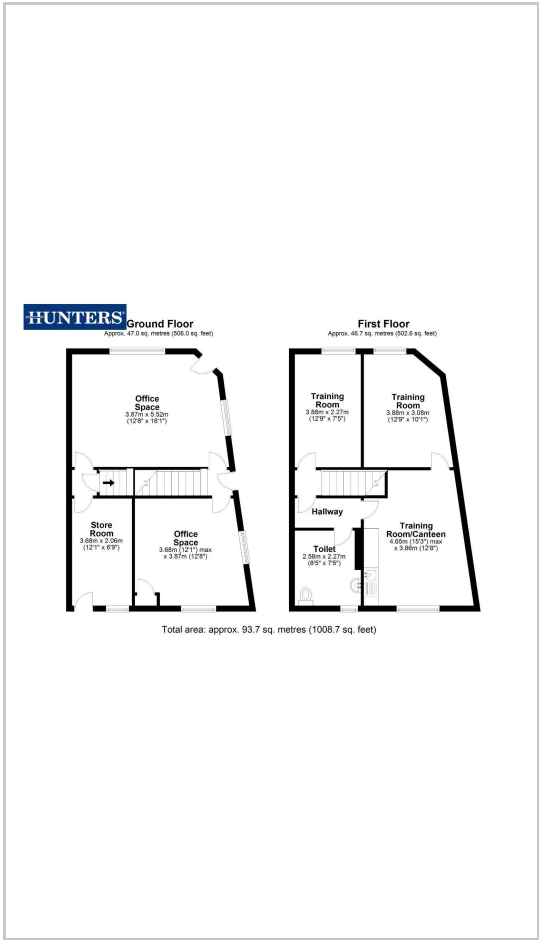 HUNTERS
Ground Floor
Approx. 47.0 sq. metres (506.0 sq. feet)
Office
Space
3.87m x 5.52m
(12'8" x 18'1")
Store
Room
3.68m x 2.06m
(12'1" x 6'9")
Office
Space
3.68m (12'1") max
x 3.87m (12'8")
First Floor
Approx. 46.7 sq. metres (502.6 sq. feet)
Training
Room
3.88m x 2.27m
(12'9" x 7'5")
Training
Room
3.88m x 3.08m
(12'9" x 10'1")
Hallway
Toilet
2.58m x 2.27m
(8'5" x 7'5")
Training
Room/Canteen
4.65m (15'3") max
x 3.86m (12'8")
Total area: approx. 93.7 sq. metres (1008.7 sq. feet)